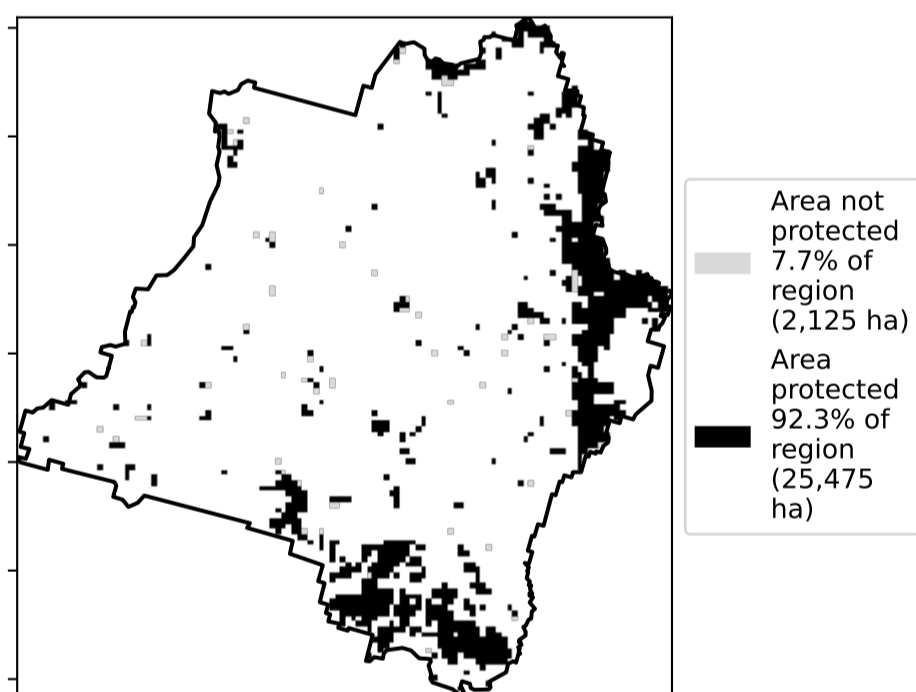 Area not
protected
7.7% of
region
(2,125 ha)
Area
protected
92.3% of
region
(25,475
ha)